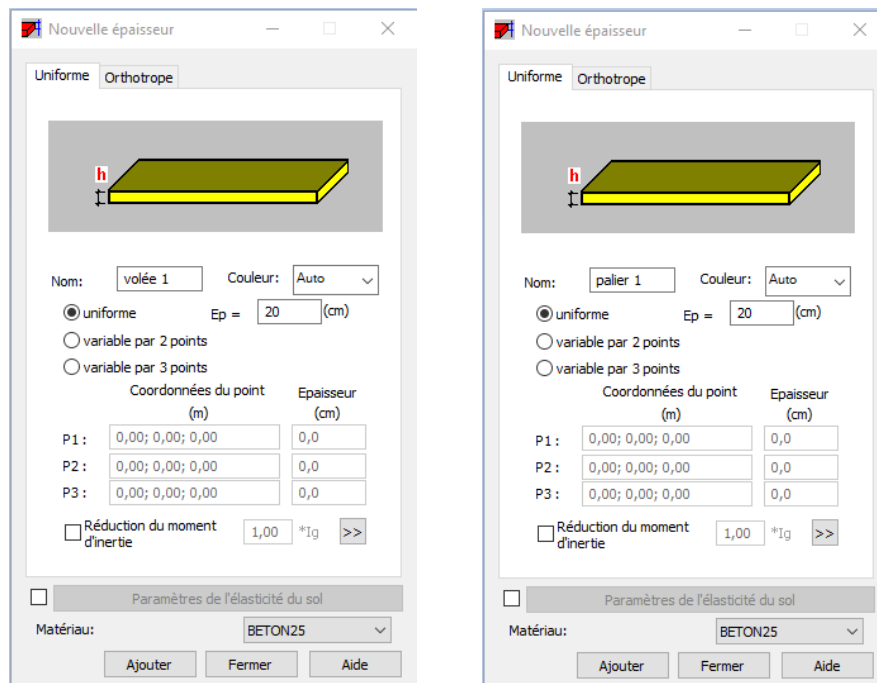 Nouvelle épaisseur
Uniforme Orthotrope
h
Nom: volée 1 Couleur: Auto
uniforme Ep = 20 (cm)
variable par 2 points
variable par 3 points
Coordonnées du point Epaisseur
(m) (cm)
P1 : 0,00; 0,00; 0,00 0,0
P2 : 0,00; 0,00; 0,00 0,0
P3 : 0,00; 0,00; 0,00 0,0
Réduction du moment
d'inertie 1,00 *Ig >>
Paramètres de l'élasticité du sol
Matériau: BETON25
Ajouter Fermer Aide
Nouvelle épaisseur
Uniforme Orthotrope
h
Nom: palier 1 Couleur: Auto
uniforme Ep = 20 (cm)
variable par 2 points
variable par 3 points
Coordonnées du point Epaisseur
(m) (cm)
P1 : 0,00; 0,00; 0,00 0,0
P2 : 0,00; 0,00; 0,00 0,0
P3 : 0,00; 0,00; 0,00 0,0
Réduction du moment
d'inertie 1,00 *Ig >>
Paramètres de l'élasticité du sol
Matériau: BETON25
Ajouter Fermer Aide